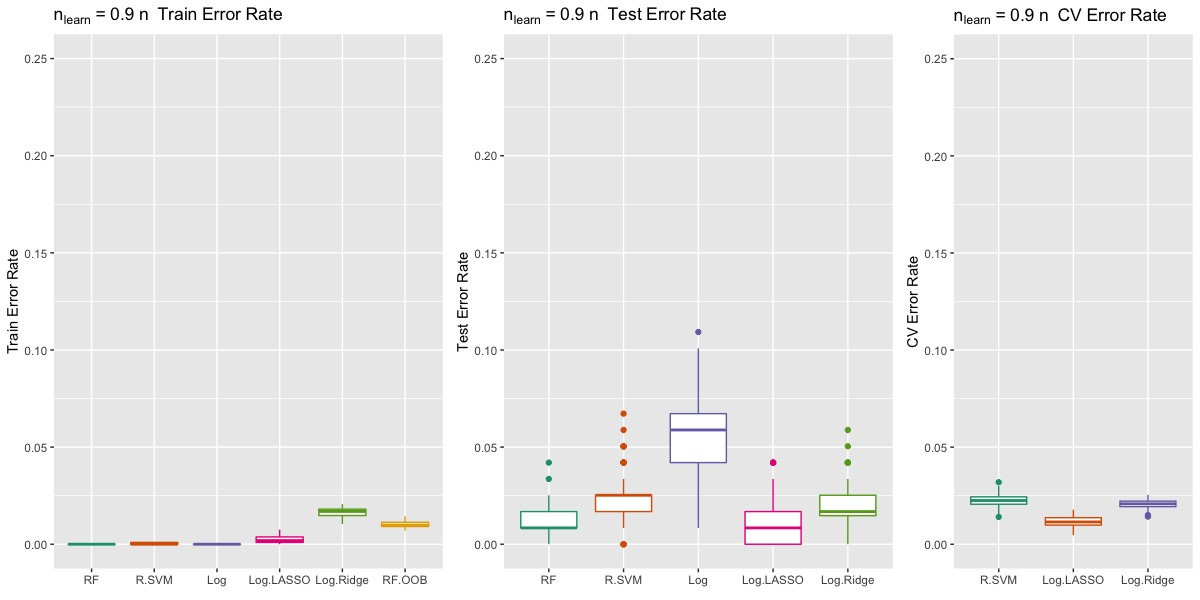 n_learn = 0.9 n Train Error Rate
Train Error Rate
0.25
0.20
0.15
0.10
0.05
0.00
RF R.SVM Log Log.LASSO Log.Ridge RF.OOB
n_learn = 0.9 n Test Error Rate
Test Error Rate
0.25
0.20
0.15
0.10
0.05
0.00
RF R.SVM Log Log.LASSO Log.Ridge
n_learn = 0.9 n CV Error Rate
CV Error Rate
0.25
0.20
0.15
0.10
0.05
0.00
R.SVM Log.LASSO Log.Ridge